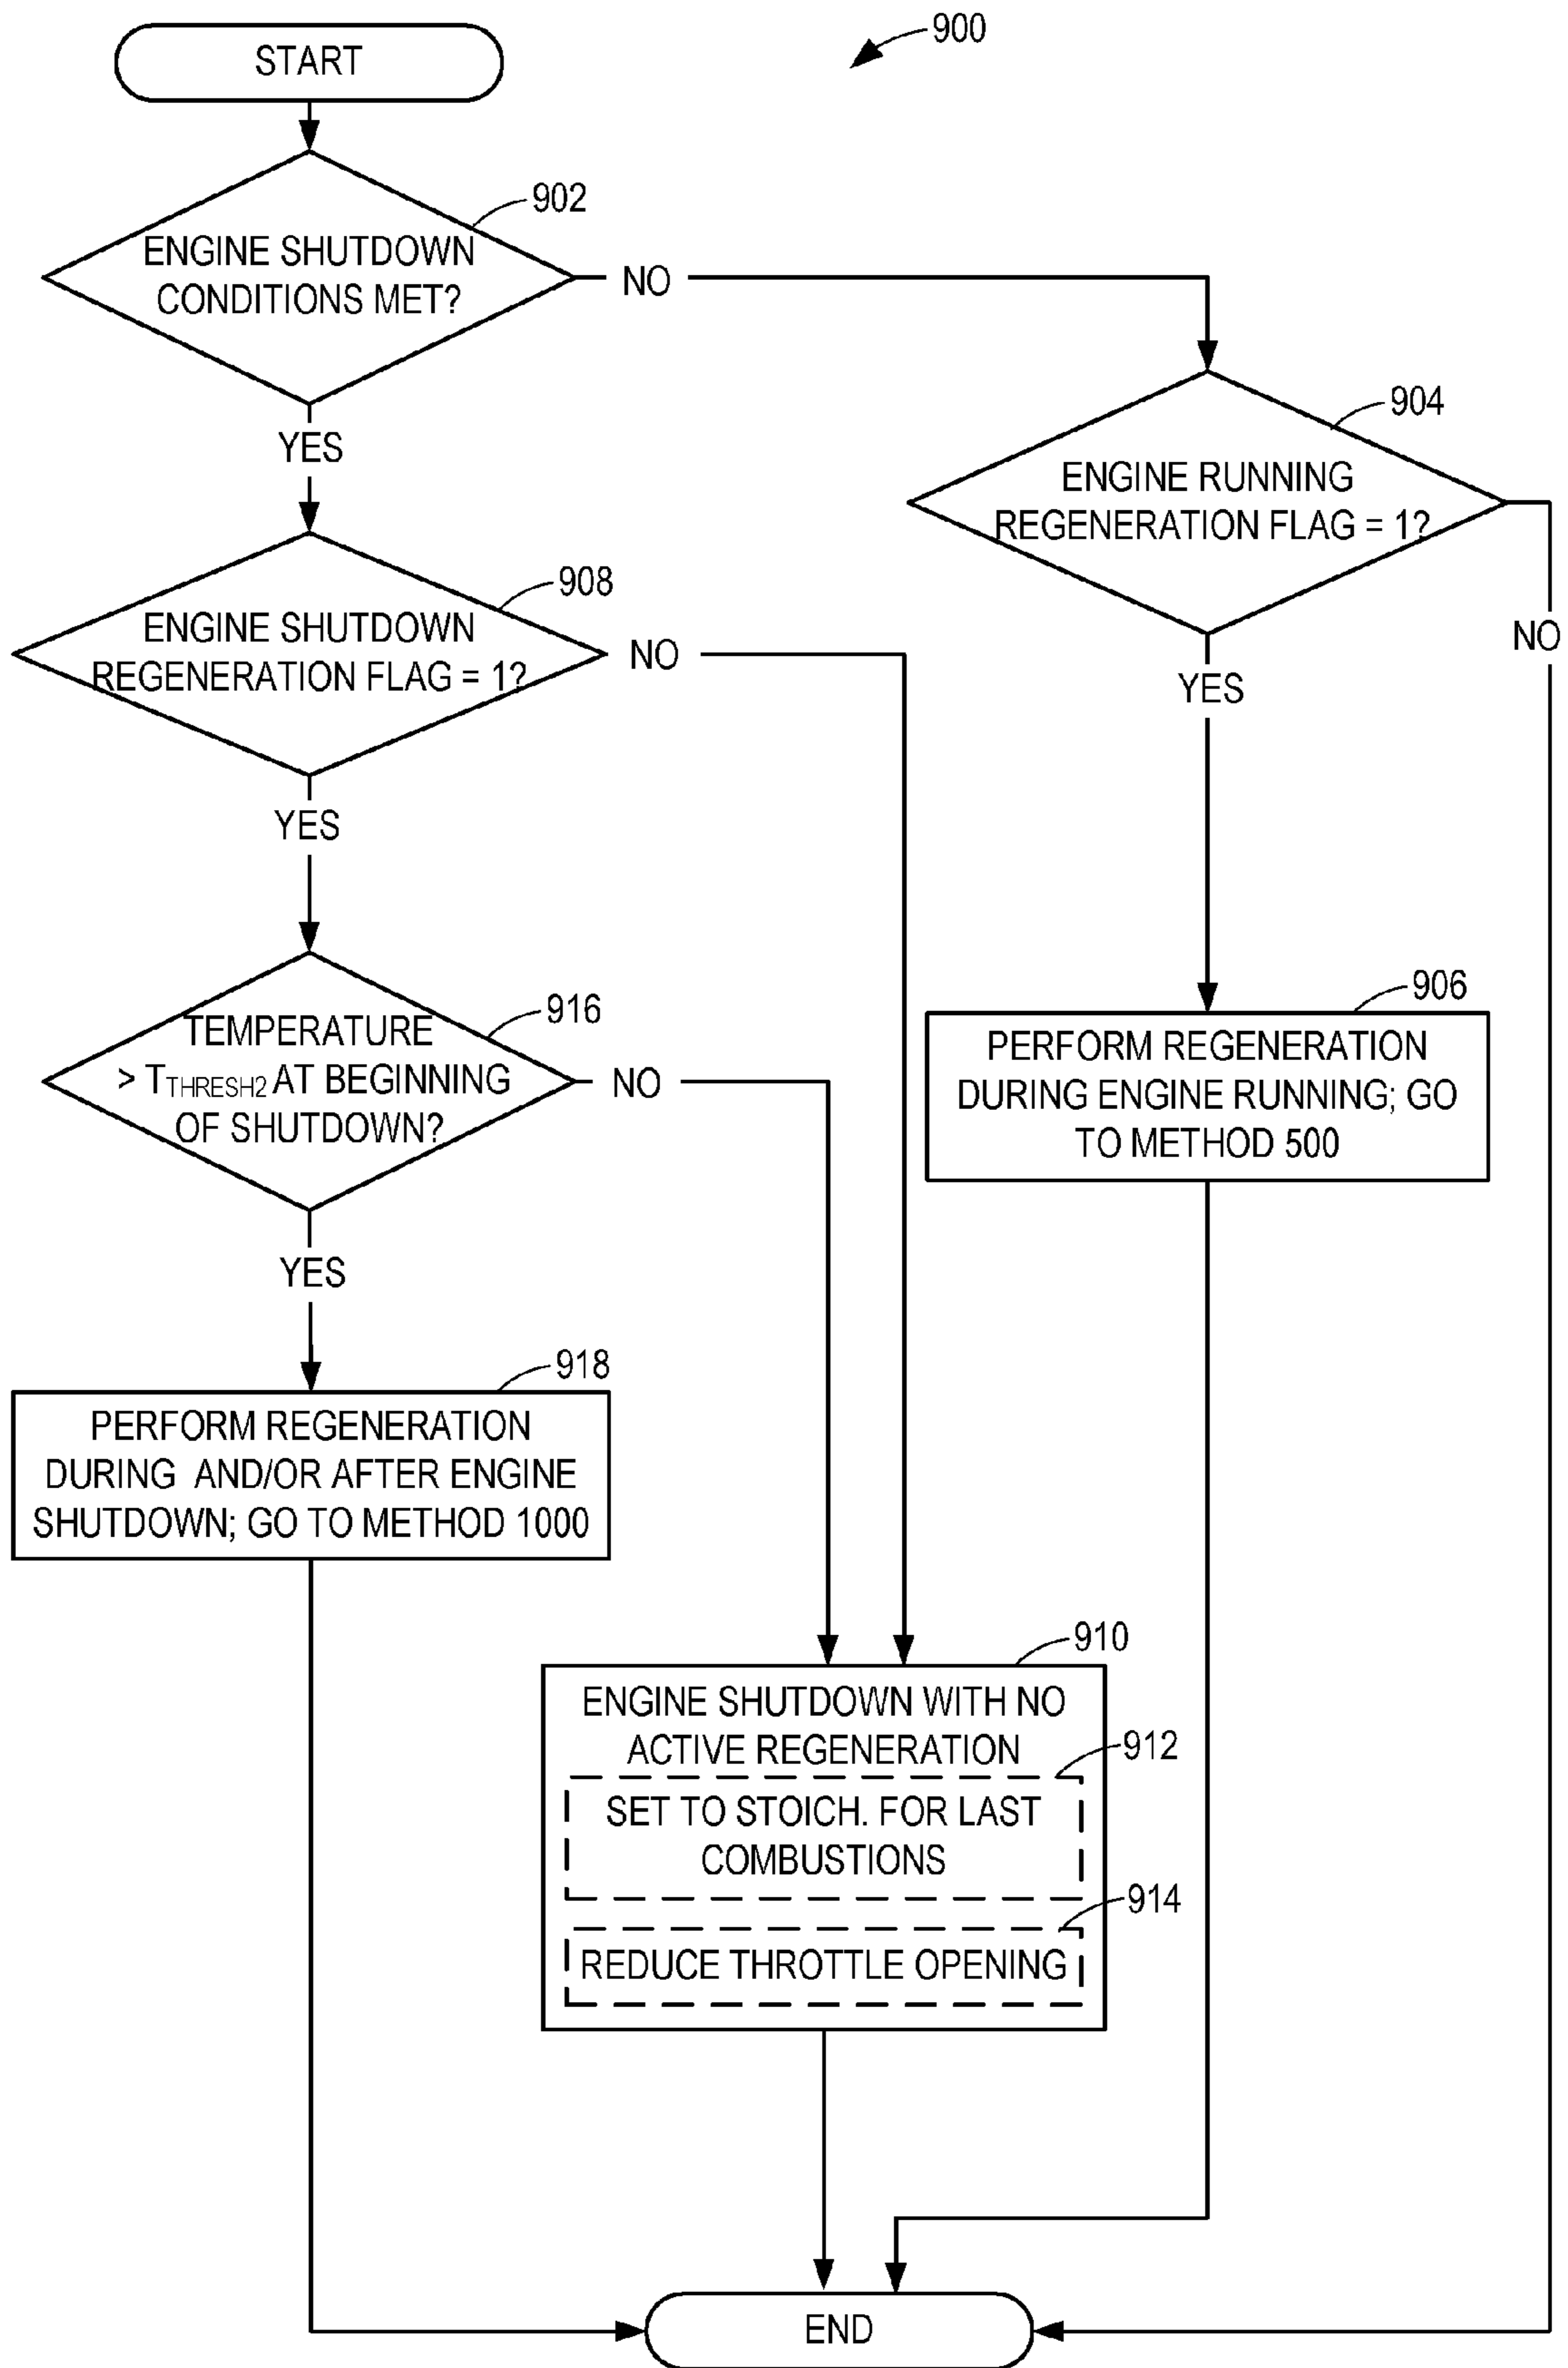 900
START
902
ENGINE SHUTDOWN
CONDITIONS MET?
NO
YES
904
ENGINE RUNNING
REGENERATION FLAG = 1?
NO
YES
908
ENGINE SHUTDOWN
REGENERATION FLAG = 1?
NO
YES
916
TEMPERATURE
> TTHRESH2 AT BEGINNING
OF SHUTDOWN?
NO
YES
906
PERFORM REGENERATION
DURING ENGINE RUNNING; GO
TO METHOD 500
918
PERFORM REGENERATION
DURING AND/OR AFTER ENGINE
SHUTDOWN; GO TO METHOD 1000
910
ENGINE SHUTDOWN WITH NO
ACTIVE REGENERATION
912
SET TO STOICH. FOR LAST
COMBUSTIONS
914
REDUCE THROTTLE OPENING
END